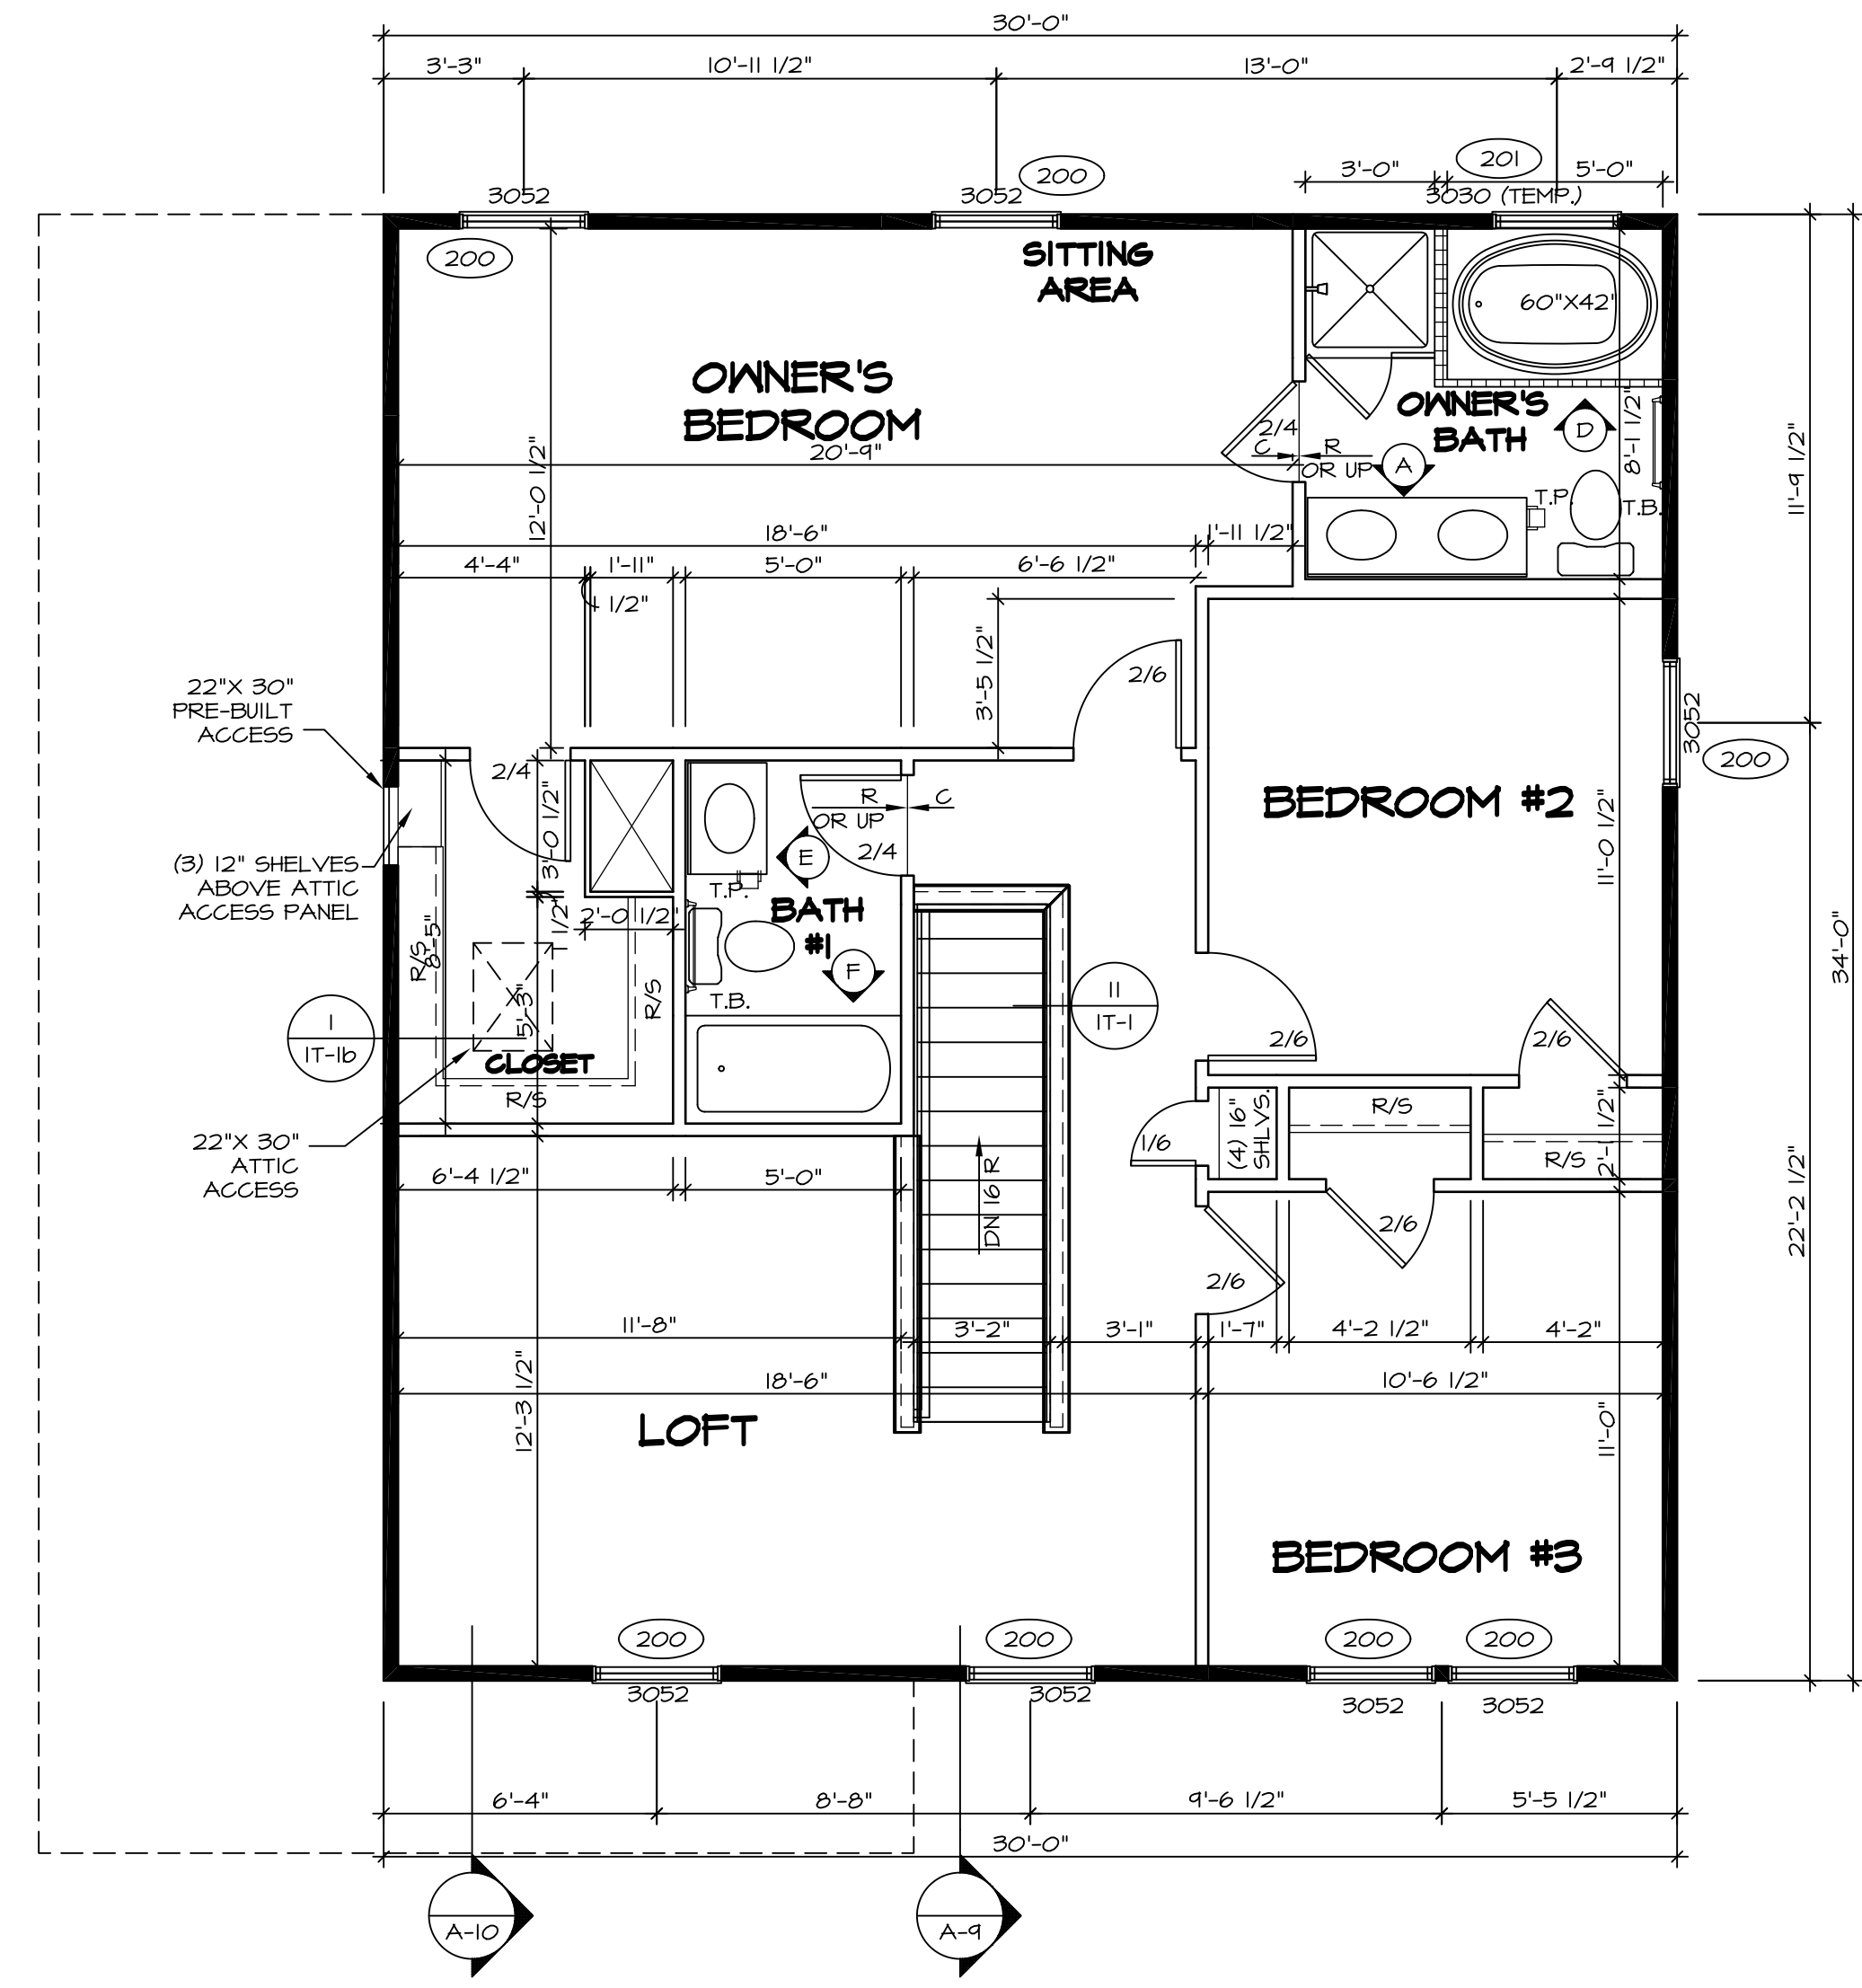 30'-0"
3'-3"
10'-11 1/2"
13'-0"
2'-9 1/2"
201
3'-0"
5'-0"
200
3052
3052
3030 (TEMP.)
200
SITTING
AREA
60"X42"
OWNER'S
BEDROOM
20'-9"
12'-0 1/2"
OWNER'S
BATH
D
8'-1 1/2"
2/4
C
R
OR UP
A
T.P.
T.B.
11'-9 1/2"
18'-6"
1'-11 1/2"
4'-4"
1'-11"
5'-0"
6'-6 1/2"
1/2"
3'-5 1/2"
2/6
22"X 30"
PRE-BUILT
ACCESS
3052
200
2/4
3'-0 1/2"
R
C
OR UP
E
2/4
BEDROOM #2
11'-0 1/2"
(3) 12" SHELVES
ABOVE ATTIC
ACCESS PANEL
T.P.
BATH
#1
F
T.B.
1/2"
2'-0 1/2"
R/S
8'-5"
X
5'-3"
R/S
34'-0"
11
1T-1
1
1T-1b
CLOSET
R/S
2/6
2/6
22"X 30"
ATTIC
ACCESS
1/6
(4) 16"
SHLVS.
R/S
R/S
2'-1 1/2"
6'-4 1/2"
5'-0"
DN 16 R
2/6
2/6
22'-2 1/2"
11'-8"
3'-2"
3'-1"
1'-7"
4'-2 1/2"
4'-2"
12'-3 1/2"
18'-6"
10'-6 1/2"
LOFT
11'-0"
BEDROOM #3
200
200
200
200
3052
3052
3052
3052
6'-4"
8'-8"
9'-6 1/2"
5'-5 1/2"
30'-0"
A-10
A-9